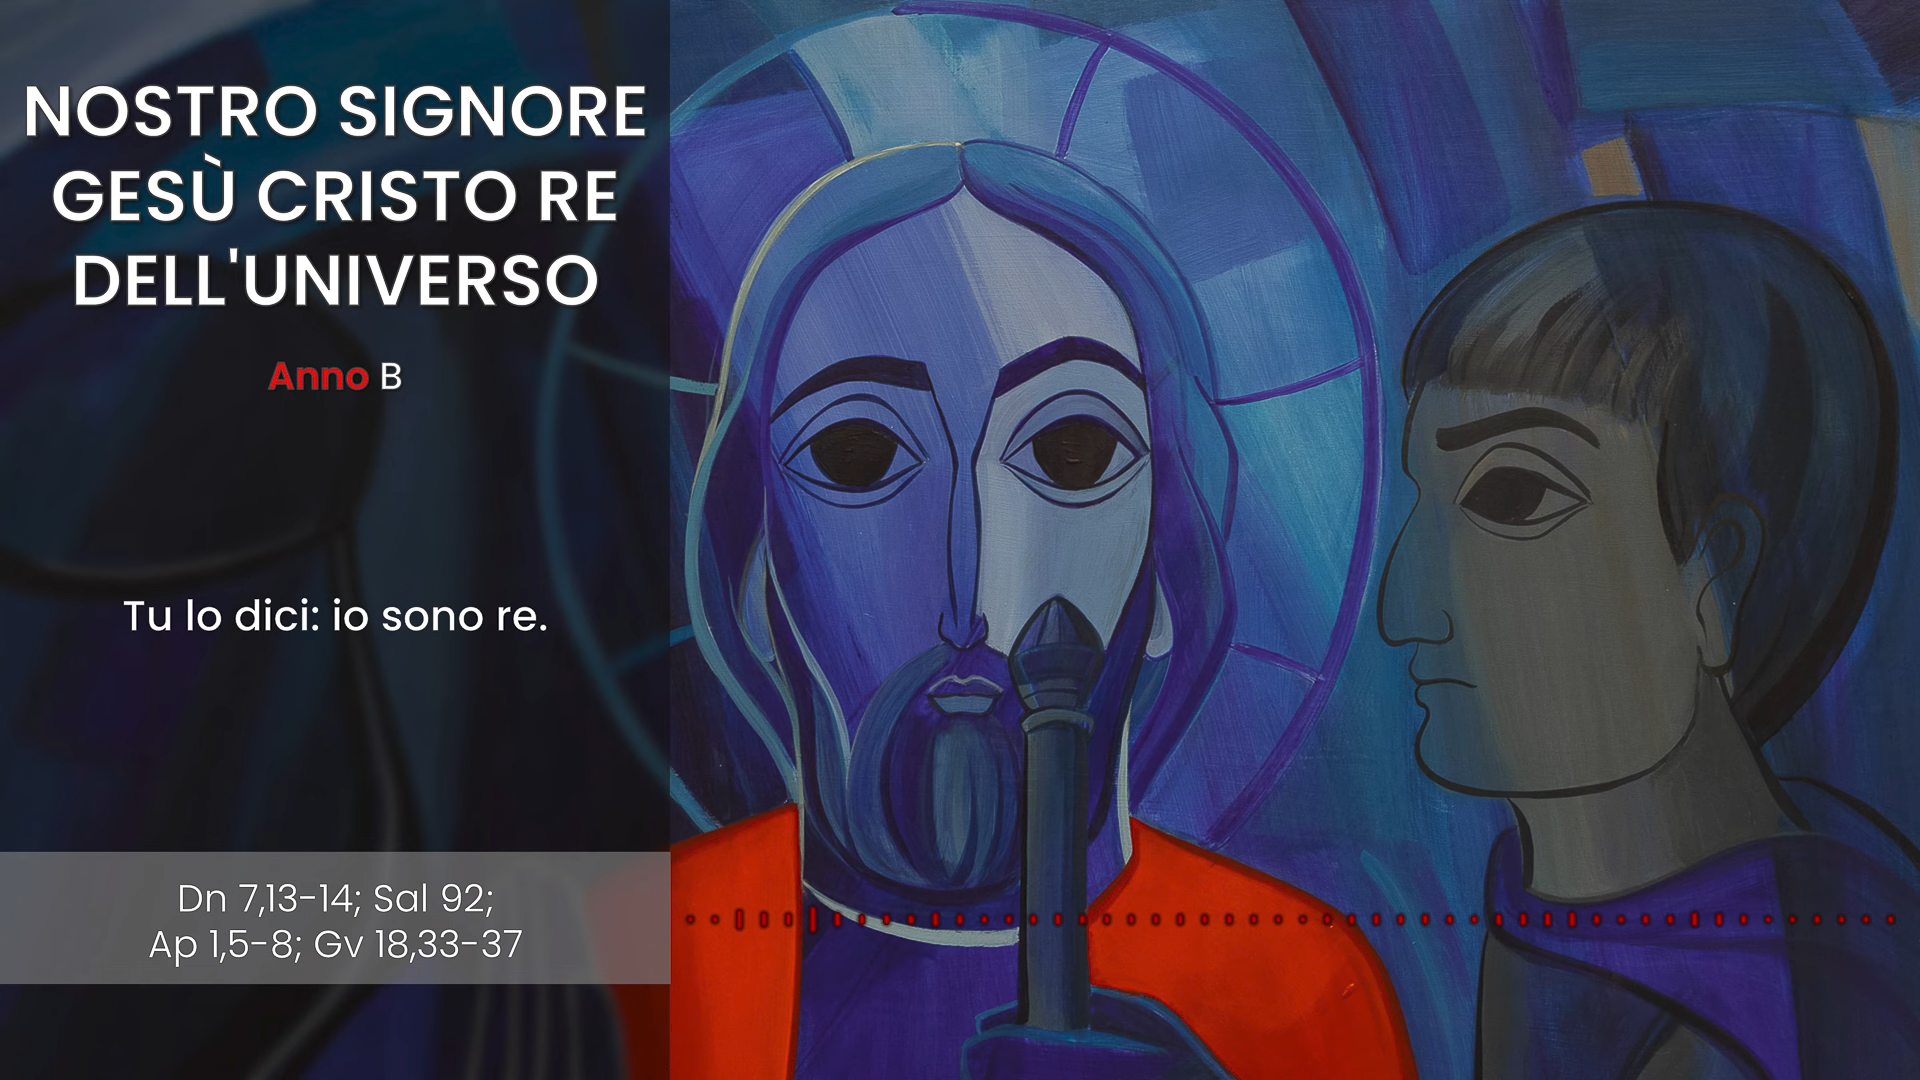 NOSTRO SIGNORE
GESÙ CRISTO RE
DELL'UNIVERSO
Anno B
Tu lo dici: io sono re.
Dn 7,13-14; Sal 92;
Ap 1,5-8; Gv 18,33-37